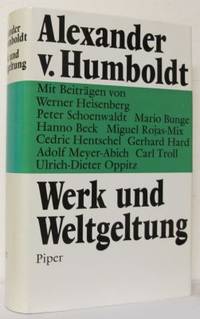 Alexander
v. Humboldt
Mit Beiträgen von
Werner Heisenberg
Peter Schoenwaldt Mario Bunge
Hanno Beck Miguel Rojas-Mix
Cedric Hentschel Gerhard Hard
Adolf Meyer-Abich Carl Troll
Ulrich-Dieter Oppitz
Werk und
Weltgeltung
Piper